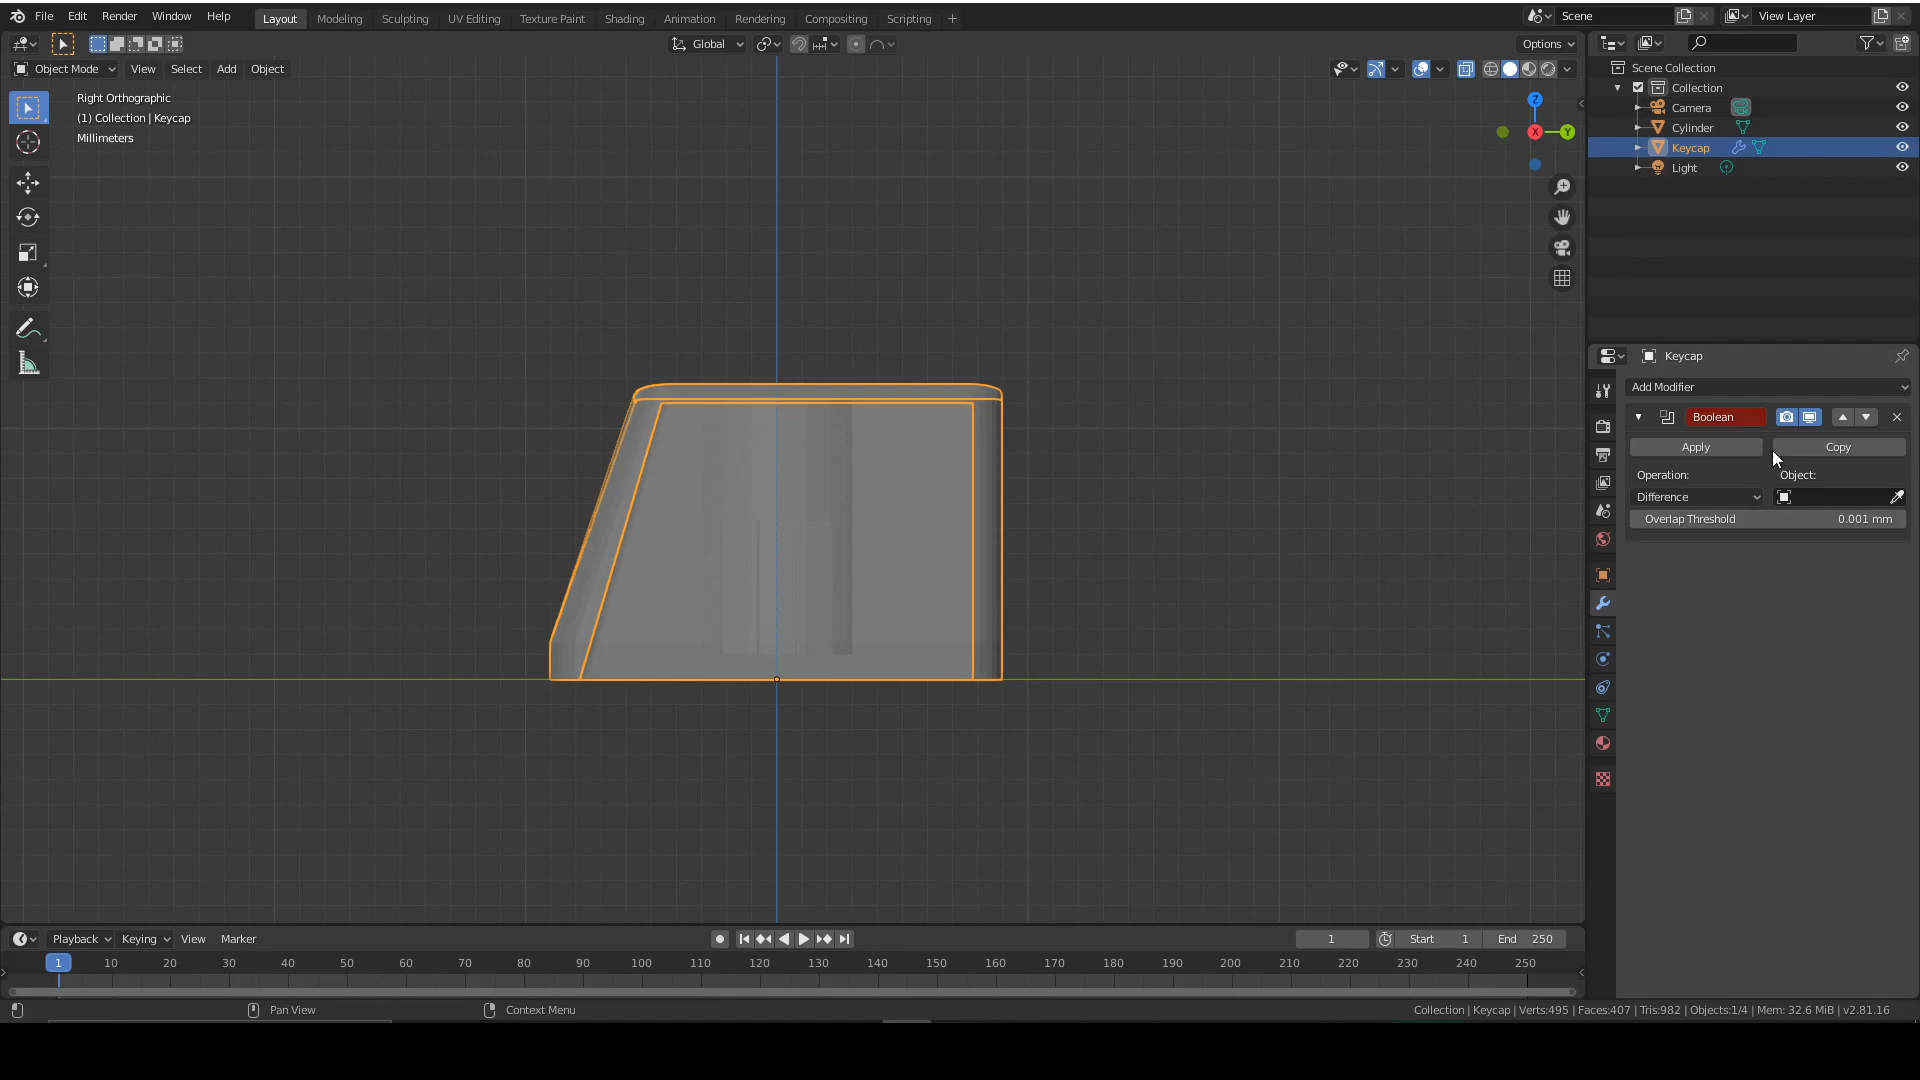 File Edit Render Window Help Layout Modeling Sculpting UV Editing Texture Paint Shading Animation Rendering Compositing Scripting + Scene View Layer
Global Options
Object Mode View Select Add Object
Right Orthographic
(1) Collection | Keycap
Millimeters
Z
X Y
Scene Collection
Collection
Camera
Cylinder
Keycap
Light
Keycap
Add Modifier
Boolean
Apply Copy
Operation: Object:
Difference
Overlap Threshold 0.001 mm
Playback Keying View Marker 1 Start 1 End 250
1 10 20 30 40 50 60 70 80 90 100 110 120 130 140 150 160 170 180 190 200 210 220 230 240 250
Pan View Context Menu Collection | Keycap | Verts:495 | Faces:407 | Tris:982 | Objects:1/4 | Mem: 32.6 MiB | v2.81.16